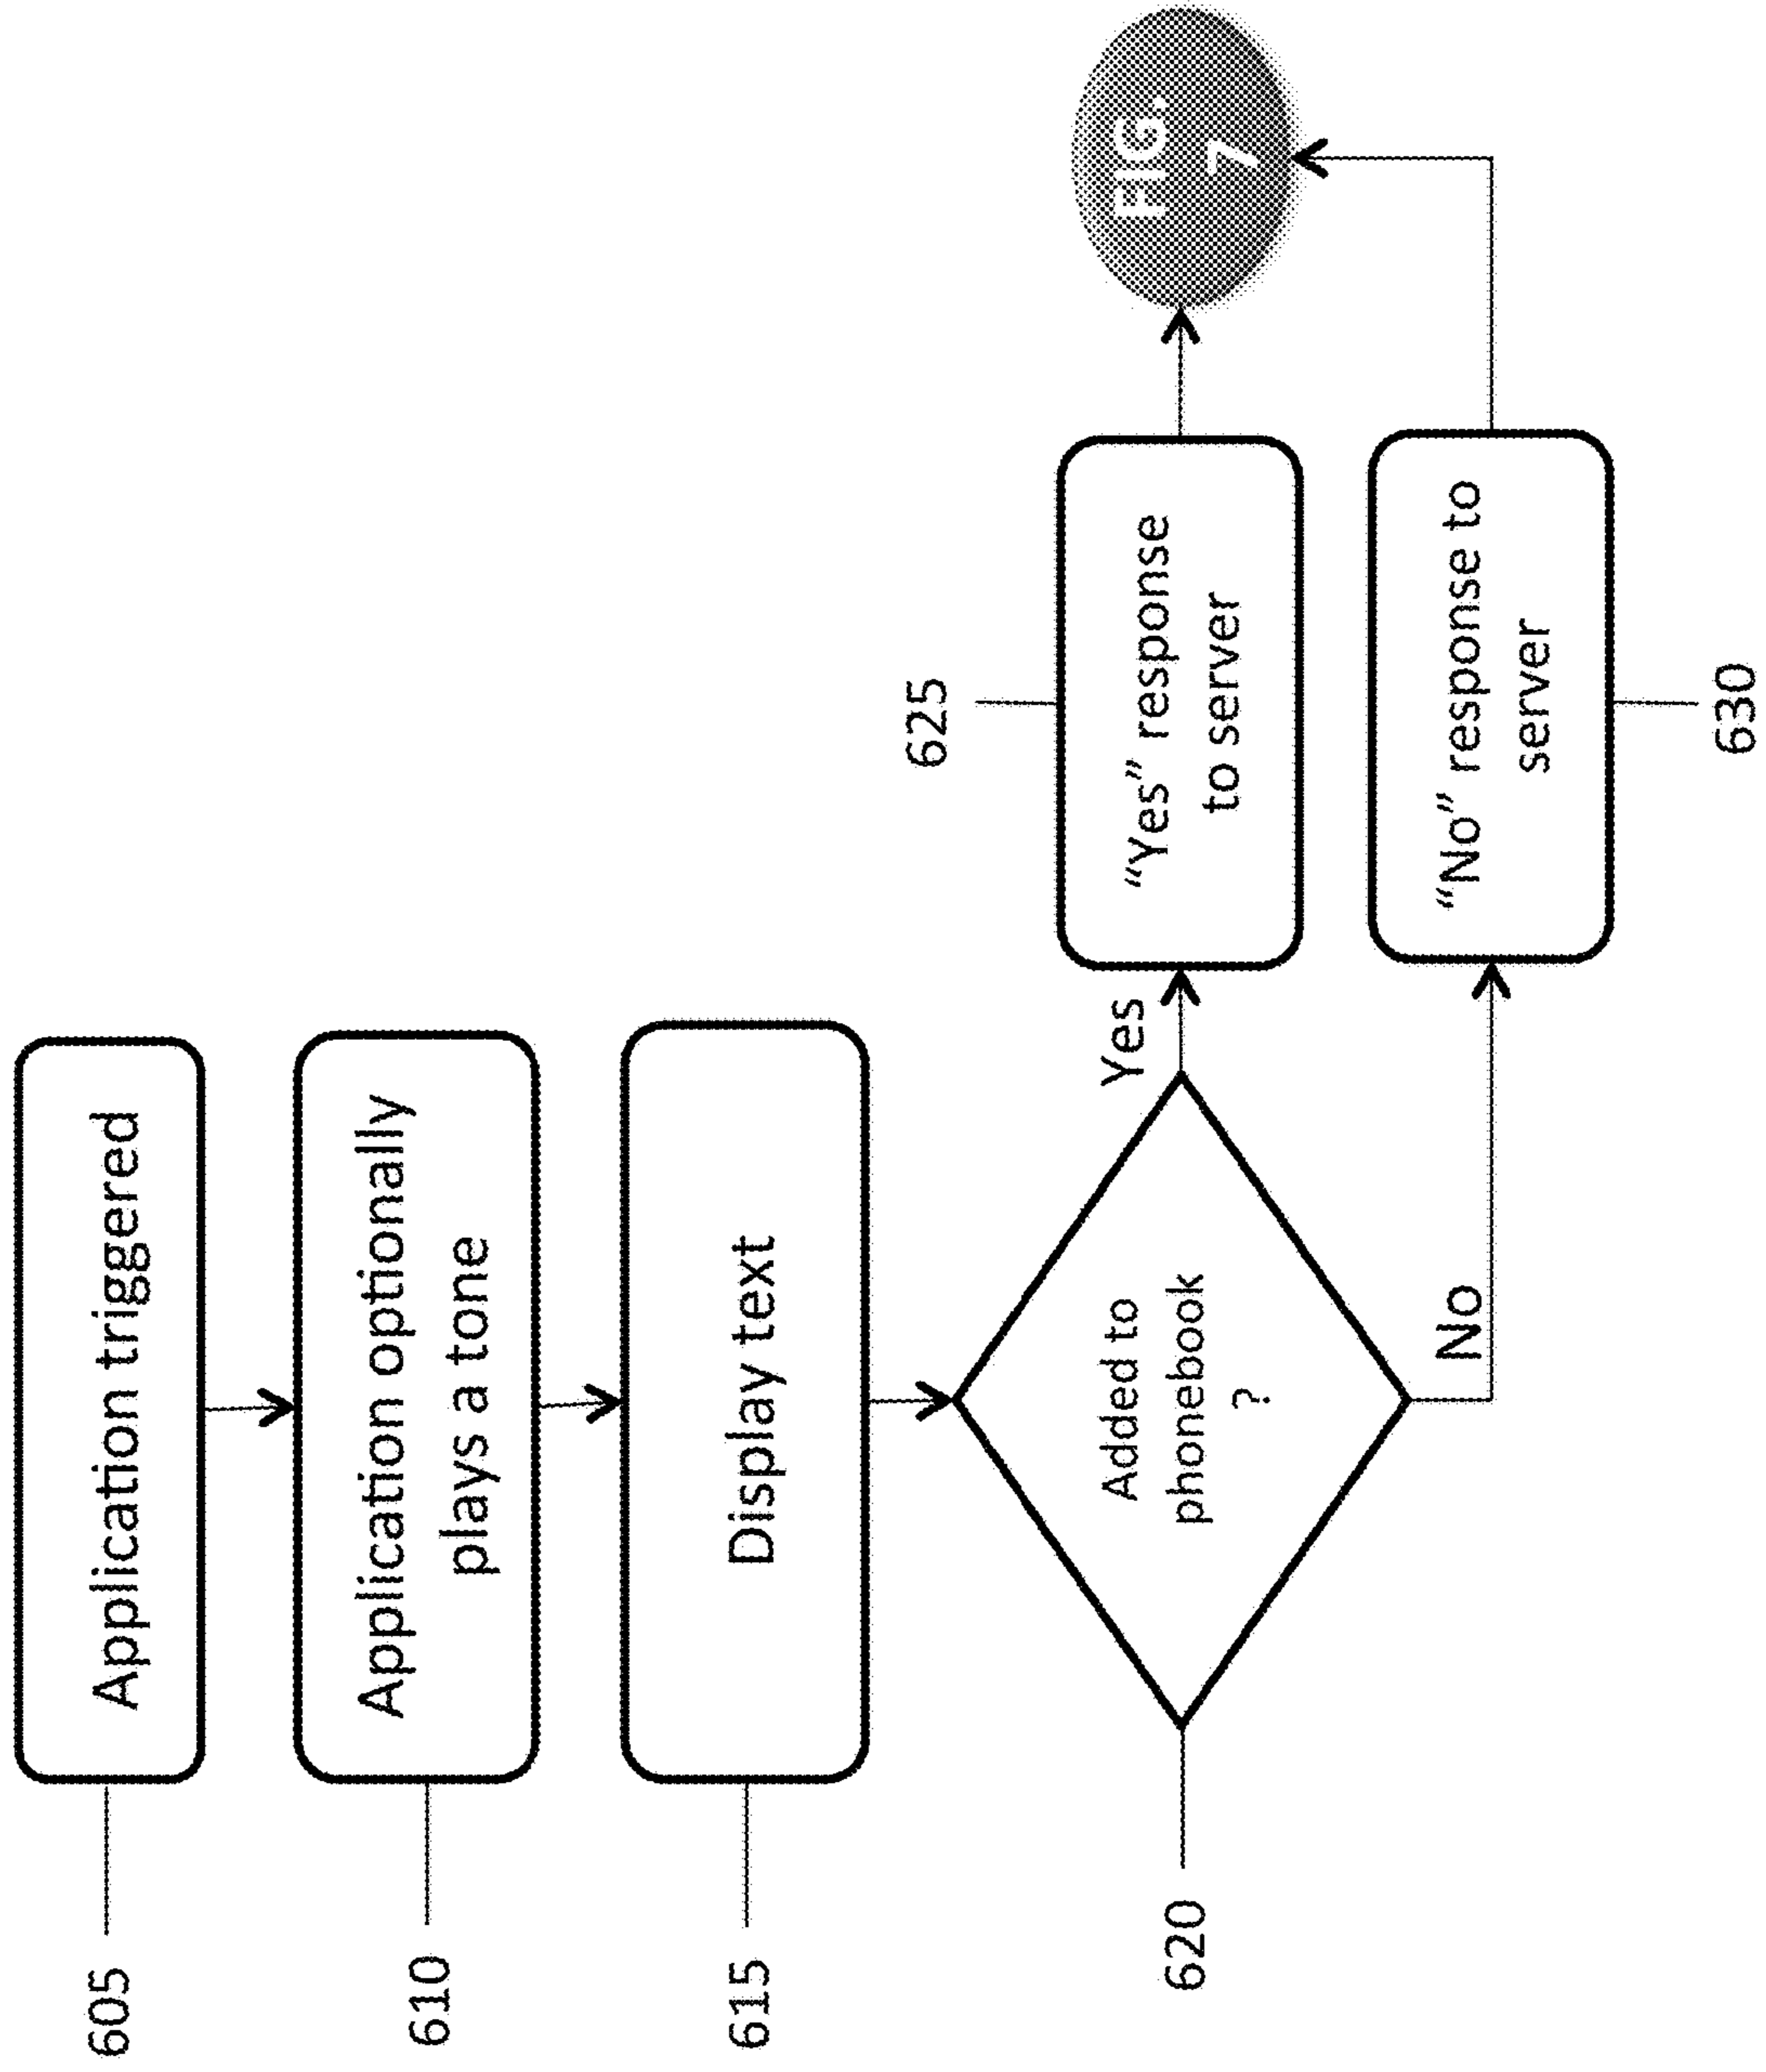 605
Application triggered
610
Application optionally
plays a tone
615
Display text
620
Added to
phonebook
?
Yes
No
625
“Yes” response
to server
“No” response to
server
630
FIG.
7